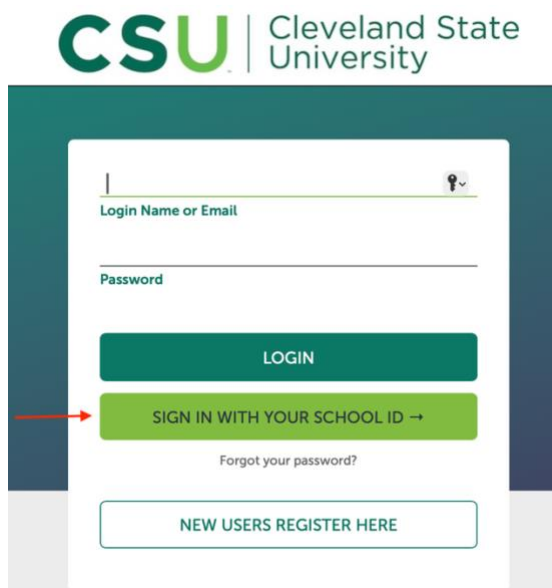 CSU Cleveland State
University
Login Name or Email
Password
LOGIN
SIGN IN WITH YOUR SCHOOL ID →
Forgot your password?
NEW USERS REGISTER HERE